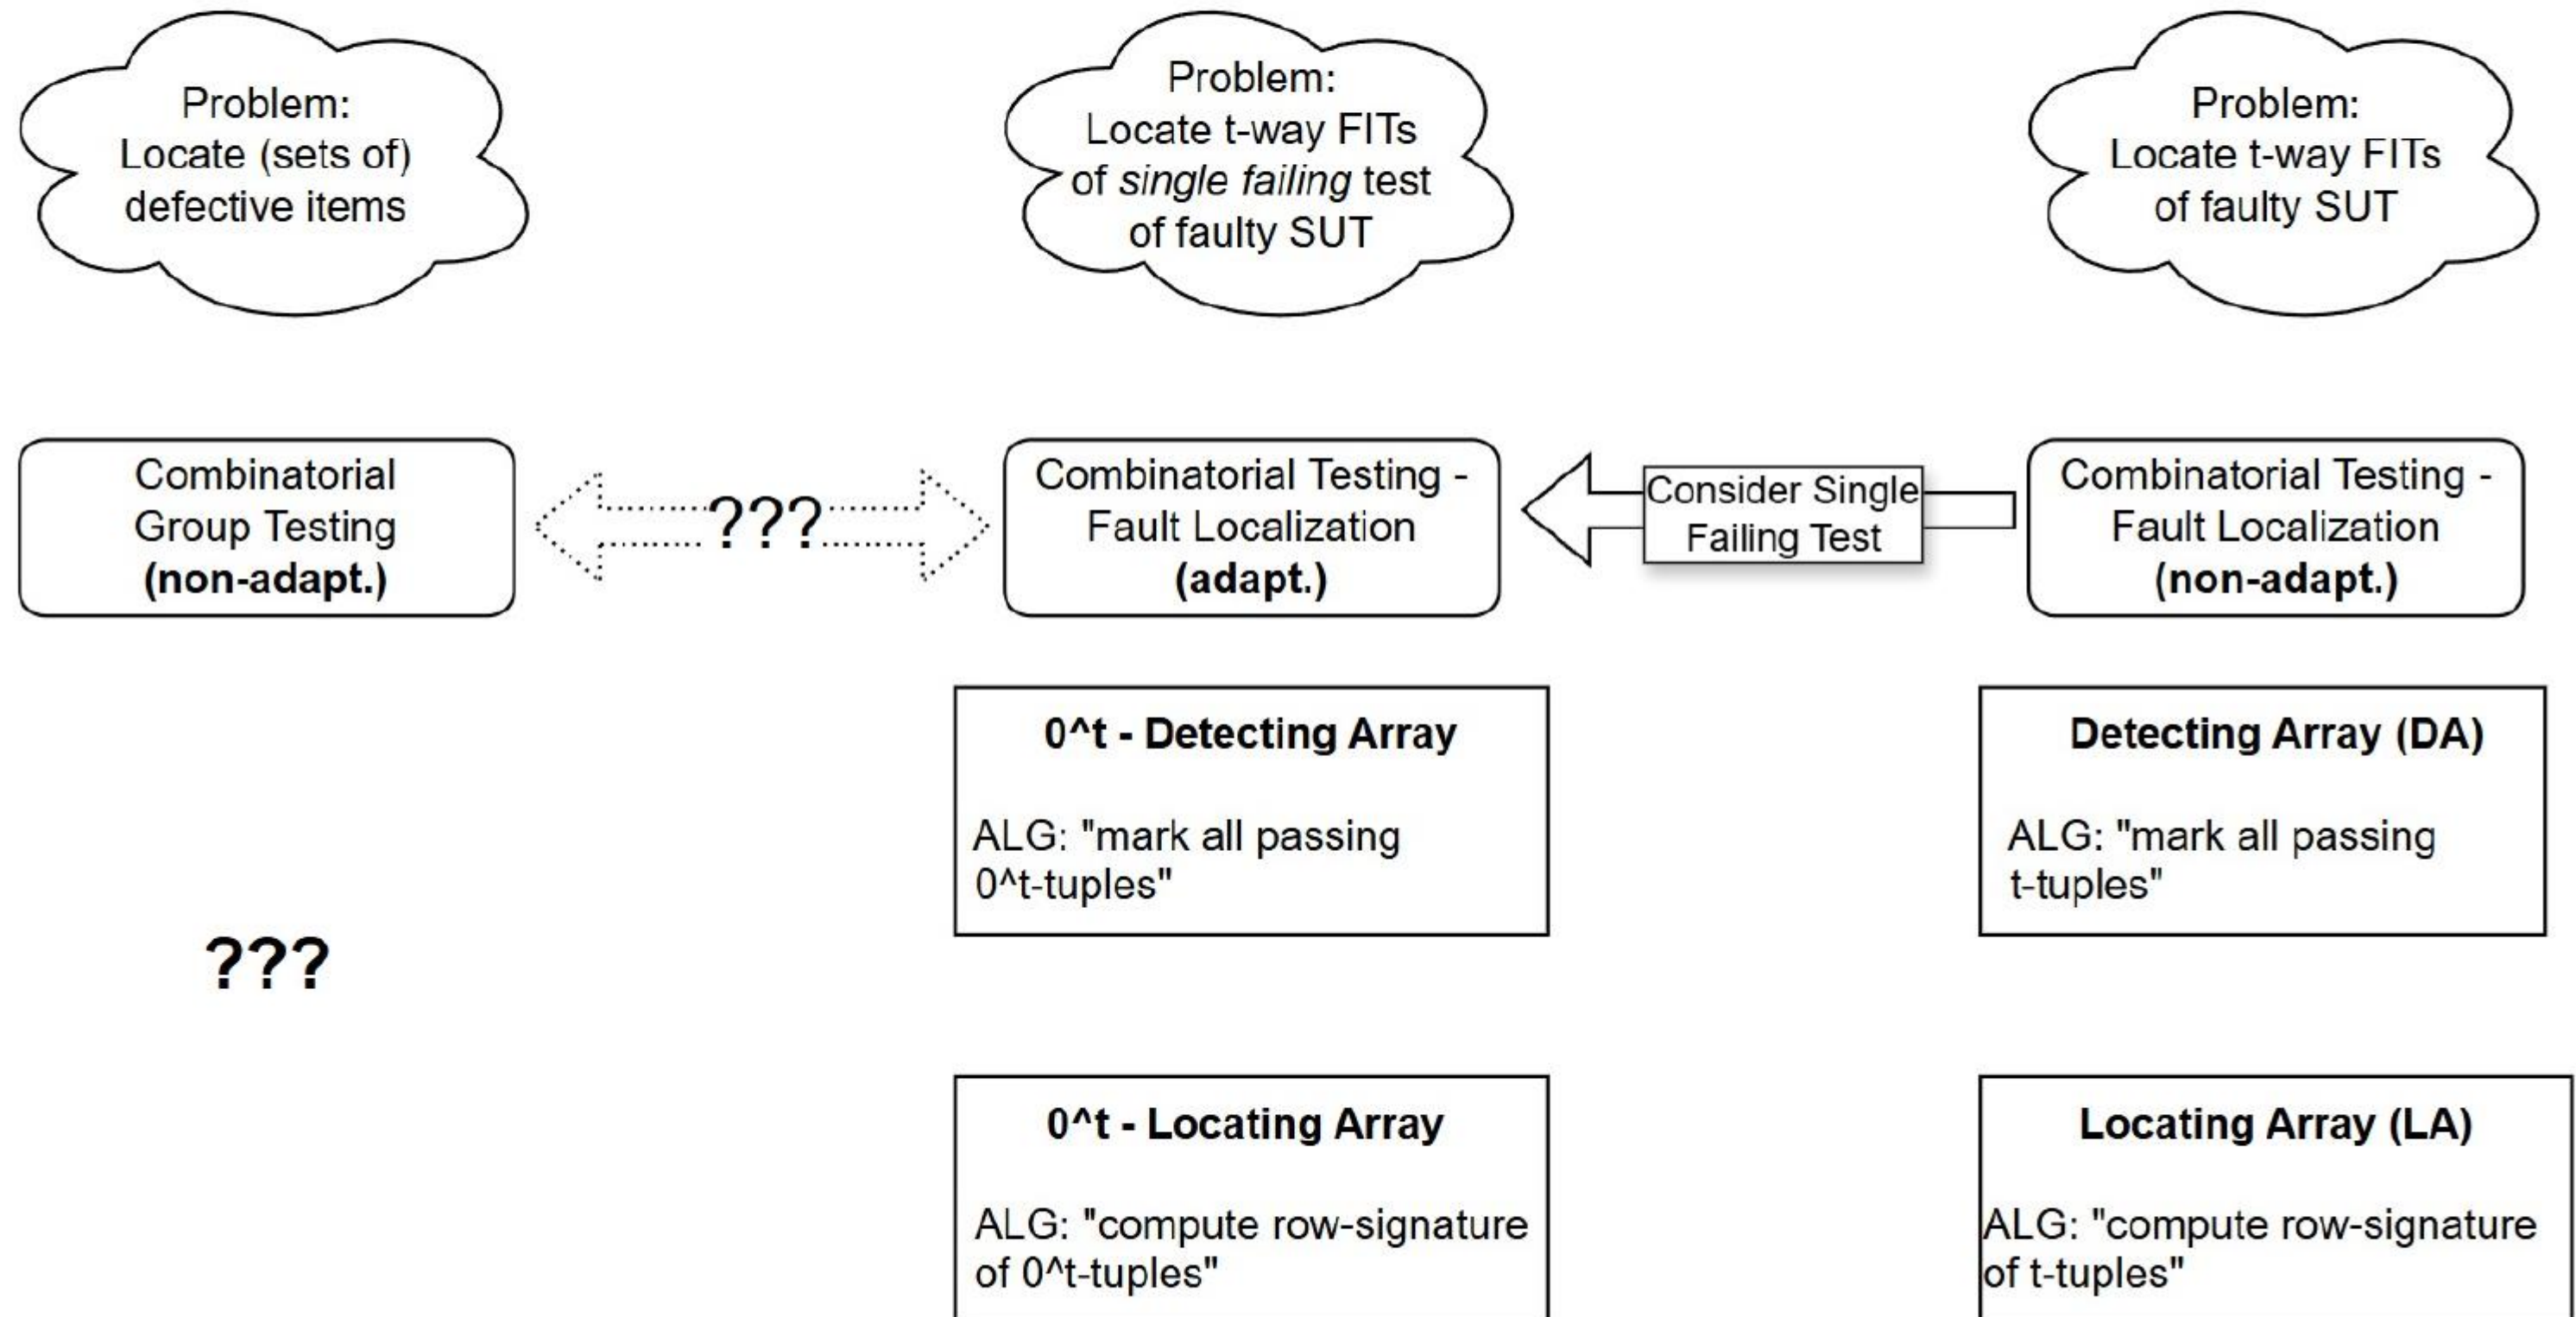 Problem:
Locate (sets of)
defective items
Problem:
Locate t-way FITs
of single failing test
of faulty SUT
Problem:
Locate t-way FITs
of faulty SUT
Combinatorial
Group Testing
(non-adapt.)
???
Combinatorial Testing -
Fault Localization
(adapt.)
Consider Single
Failing Test
Combinatorial Testing -
Fault Localization
(non-adapt.)
???
0^t - Detecting Array
ALG: "mark all passing
0^t-tuples"
Detecting Array (DA)
ALG: "mark all passing
t-tuples"
0^t - Locating Array
ALG: "compute row-signature
of 0^t-tuples"
Locating Array (LA)
ALG: "compute row-signature
of t-tuples"